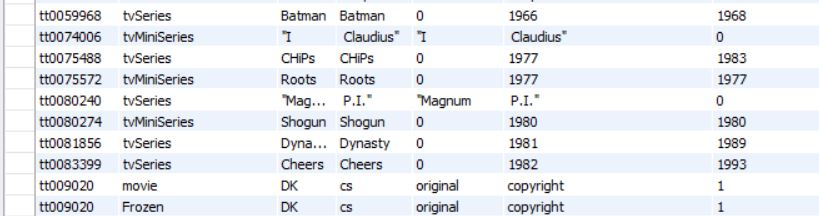 tt0059968 tvSeries Batman Batman 0 1966 1968
tt0074006 tvMiniSeries "I Claudius" "I Claudius" 0
tt0075488 tvSeries CHiPs CHiPs 0 1977 1983
tt0075572 tvMiniSeries Roots Roots 0 1977 1977
tt0080240 tvSeries "Mag... P.I." "Magnum P.I." 0
tt0080274 tvMiniSeries Shogun Shogun 0 1980 1980
tt0081856 tvSeries Dyna... Dynasty 0 1981 1989
tt0083399 tvSeries Cheers Cheers 0 1982 1993
tt009020 movie DK cs original copyright 1
tt009020 Frozen DK cs original copyright 1